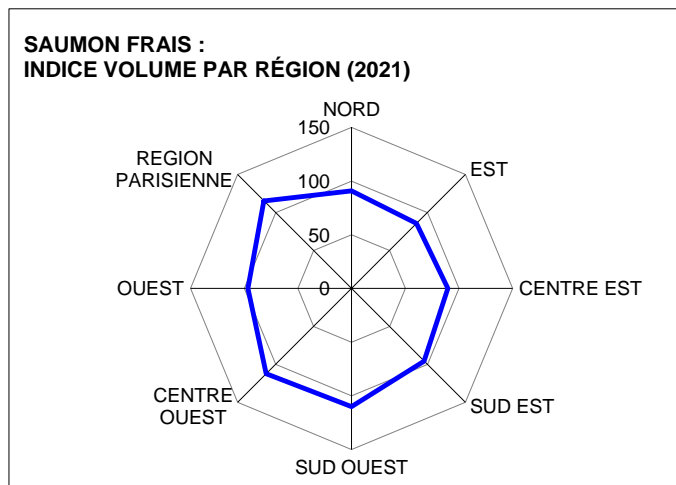 SAUMON FRAIS :
INDICE VOLUME PAR RÉGION (2021)
NORD
150
REGION
PARISIENNE
EST
100
50
OUEST
0
CENTRE EST
CENTRE
OUEST
SUD EST
SUD OUEST